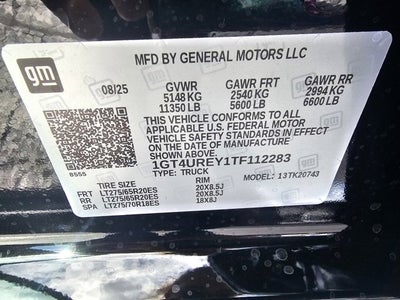 gm
MFD BY GENERAL MOTORS LLC
08/25 GVWR GAWR FRT GAWR RR
5148 KG 2540 KG 2994 KG
11350 LB 5600 LB 6600 LB
THIS VEHICLE CONFORMS TO ALL
APPLICABLE U.S. FEDERAL MOTOR
VEHICLE SAFETY STANDARDS IN EFFECT
ON THE DATE OF MANUFACTURE
SHOWN ABOVE.
1GT4UREY1TF112283
8555 TYPE: TRUCK MODEL: 13TK20743
TIRE SIZE RIM
FRT LT275/65R20ES 20X8.5J
RR LT275/65R20ES 20X8.5J
SPA LT275/70R18ES 18X8J